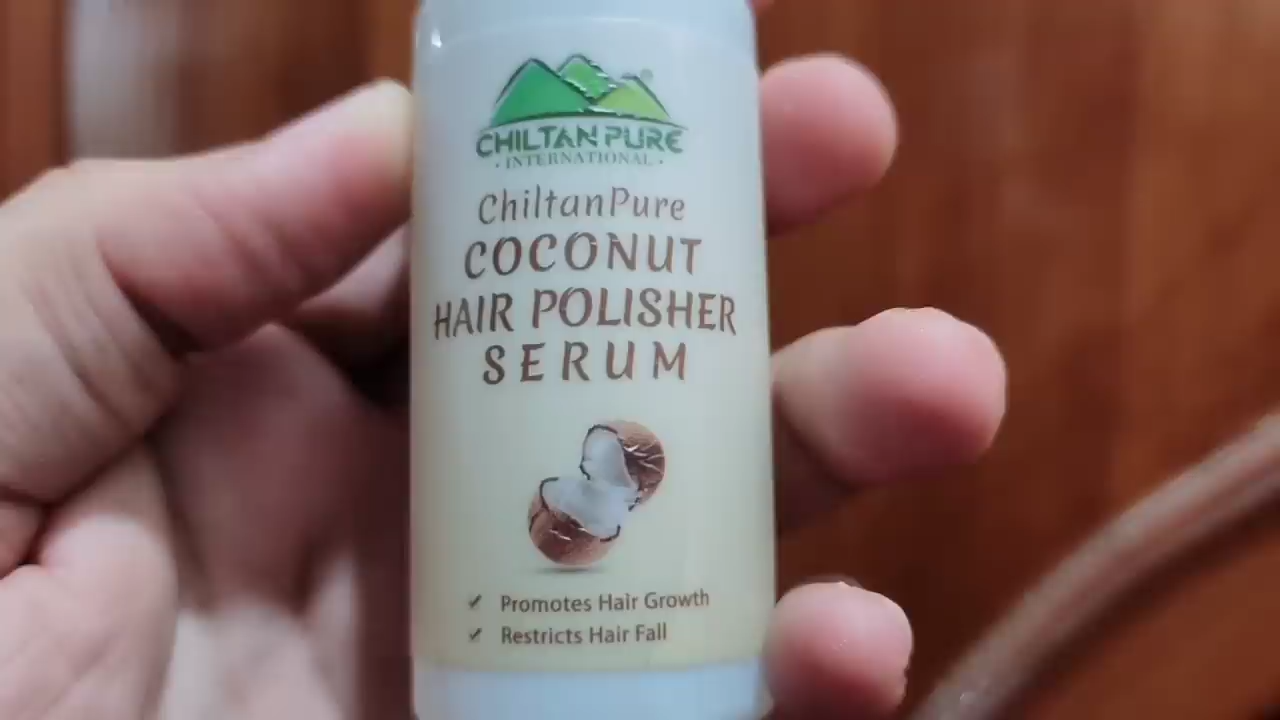 CHILTAN PURE
· INTERNATIONAL ·
ChiltanPure
COCONUT
HAIR POLISHER
SERUM
✓ Promotes Hair Growth
✓ Restricts Hair Fall